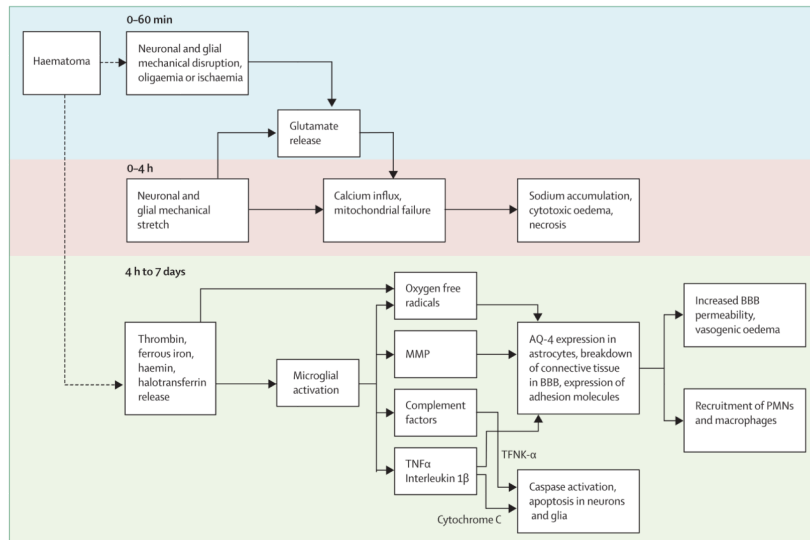 0–60 min
Haematoma
Neuronal and glial
mechanical disruption,
oligaemia or ischaemia
Glutamate
release
0–4 h
Neuronal and
glial mechanical
stretch
Calcium influx,
mitochondrial failure
Sodium accumulation,
cytotoxic oedema,
necrosis
4 h to 7 days
Thrombin,
ferrous iron,
haemin,
halotransferrin
release
Microglial
activation
Oxygen free
radicals
MMP
Complement
factors
TNFα
Interleukin 1β
AQ-4 expression in
astrocytes, breakdown
of connective tissue
in BBB, expression of
adhesion molecules
Increased BBB
permeability,
vasogenic oedema
Recruitment of PMNs
and macrophages
TFNK-α
Cytochrome C
Caspase activation,
apoptosis in neurons
and glia